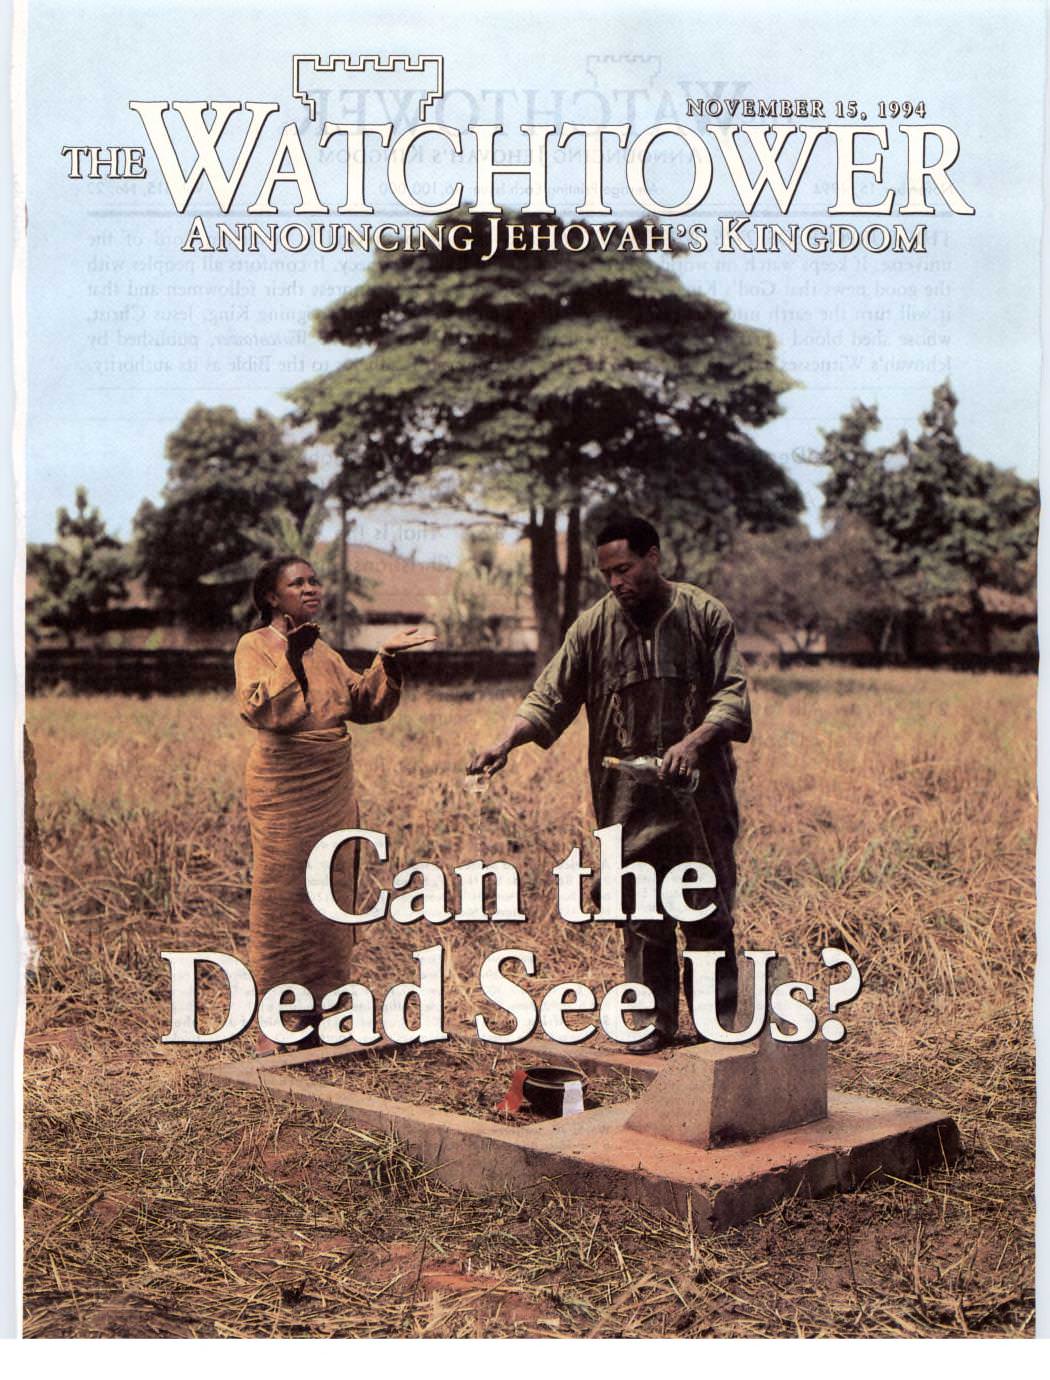 NOVEMBER 15, 1994
THE WATCHTOWER
ANNOUNCING JEHOVAH'S KINGDOM
Can the
Dead See Us?